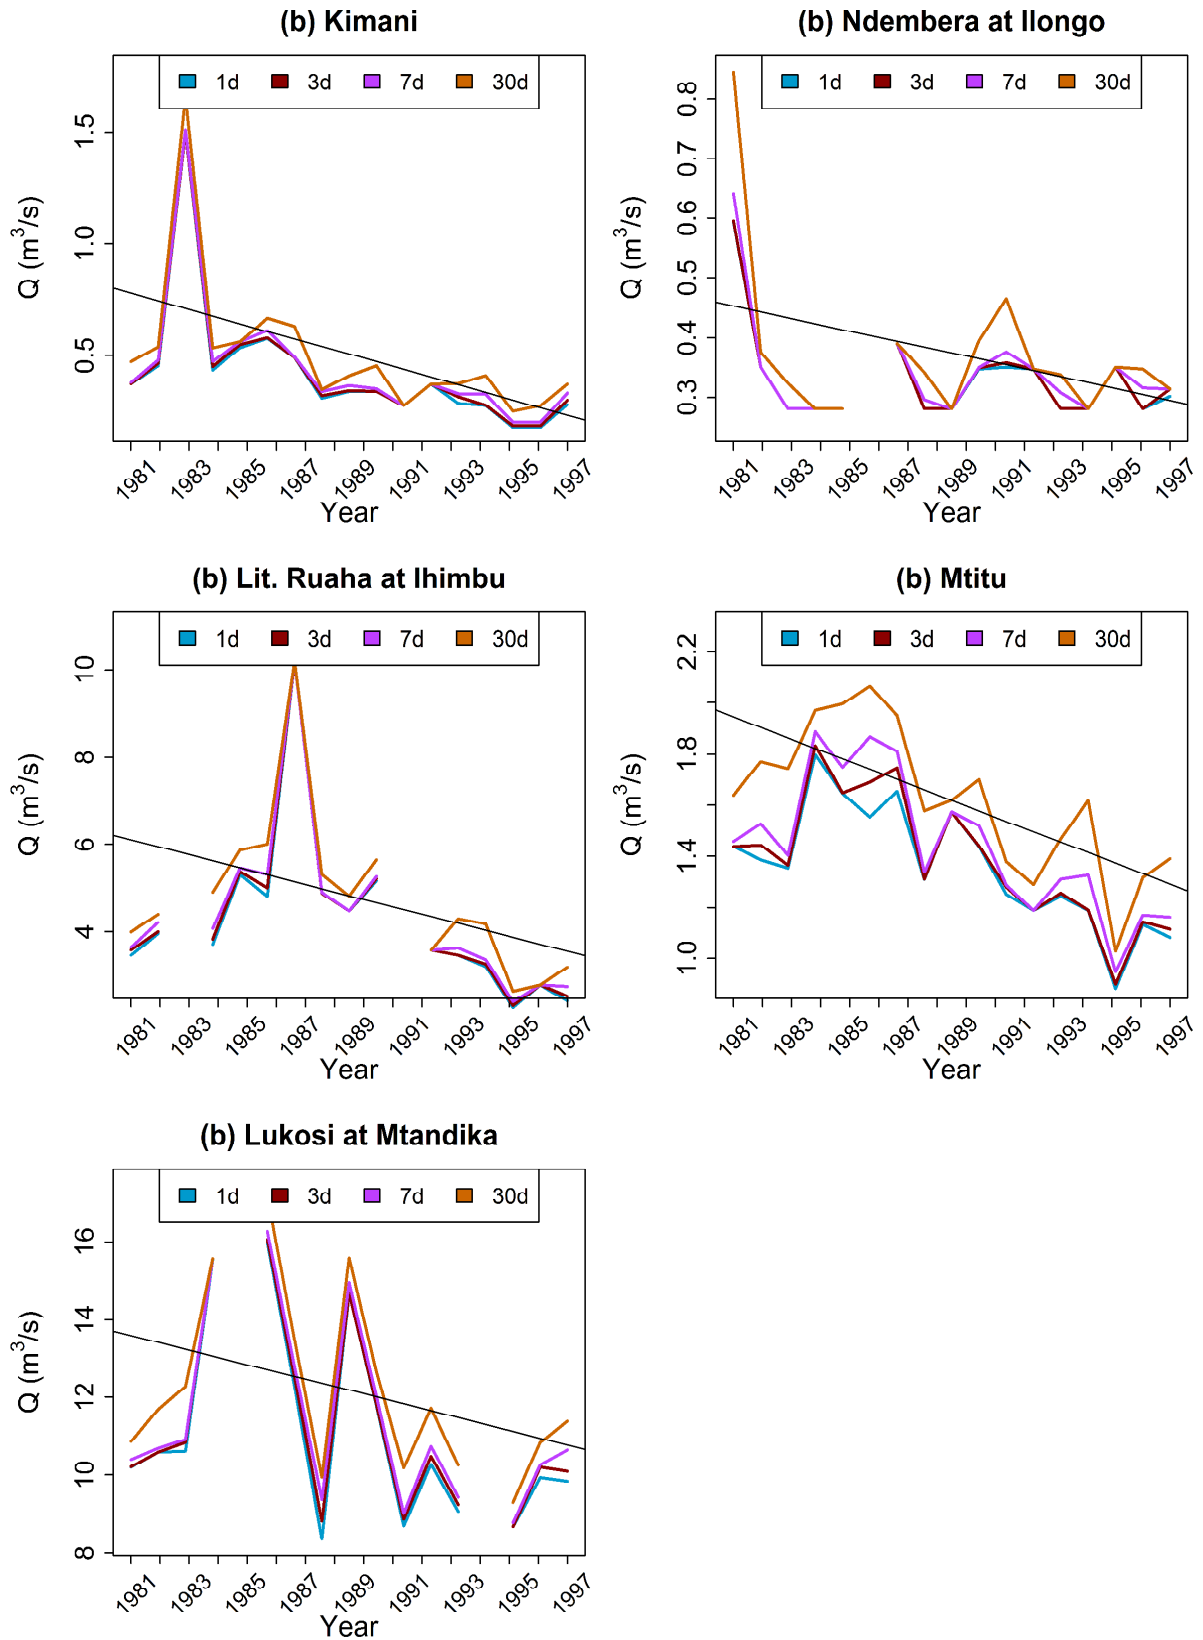 (b) Kimani
1d 3d 7d 30d
Q (m³/s)
0.5 1.0 1.5
1981 1983 1985 1987 1989 1991 1993 1995 1997
Year
(b) Ndembera at Ilongo
1d 3d 7d 30d
Q (m³/s)
0.3 0.4 0.5 0.6 0.7 0.8
1981 1983 1985 1987 1989 1991 1993 1995 1997
Year
(b) Lit. Ruaha at Ihimbu
1d 3d 7d 30d
Q (m³/s)
4 6 8 10
1981 1983 1985 1987 1989 1991 1993 1995 1997
Year
(b) Mtitu
1d 3d 7d 30d
Q (m³/s)
1.0 1.4 1.8 2.2
1981 1983 1985 1987 1989 1991 1993 1995 1997
Year
(b) Lukosi at Mtandika
1d 3d 7d 30d
Q (m³/s)
8 10 12 14 16
1981 1983 1985 1987 1989 1991 1993 1995 1997
Year